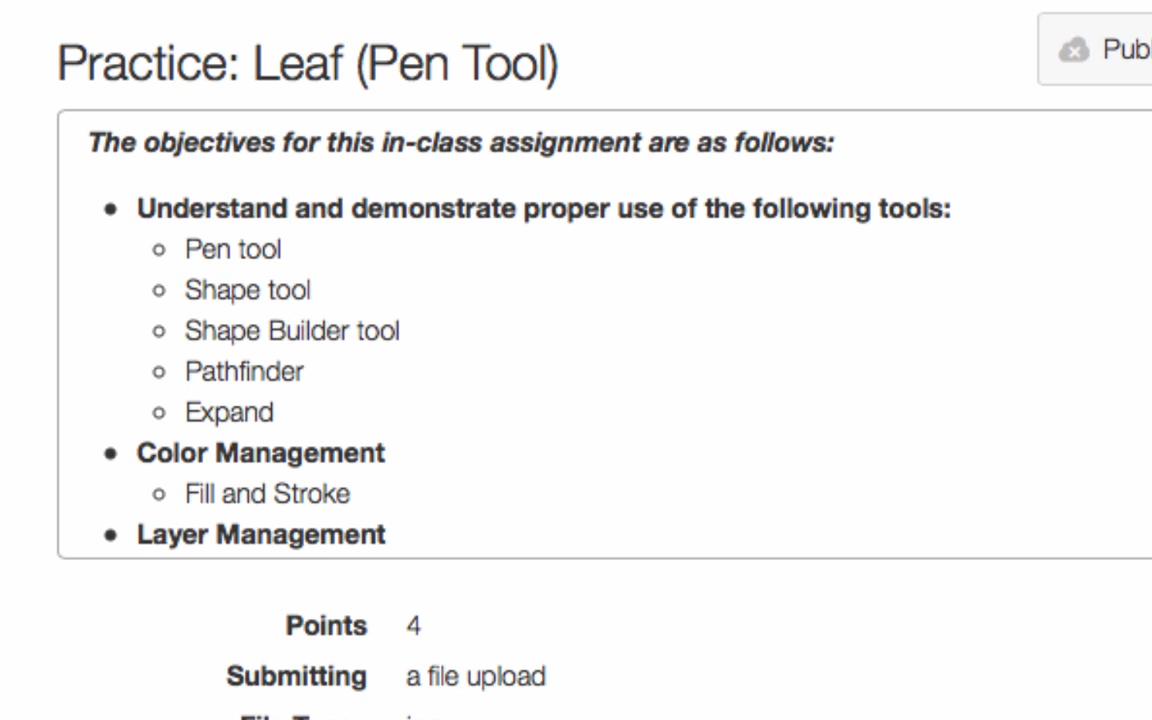 Practice: Leaf (Pen Tool)
The objectives for this in-class assignment are as follows:
Understand and demonstrate proper use of the following tools:
Pen tool
Shape tool
Shape Builder tool
Pathfinder
Expand
Color Management
Fill and Stroke
Layer Management
Points 4
Submitting a file upload